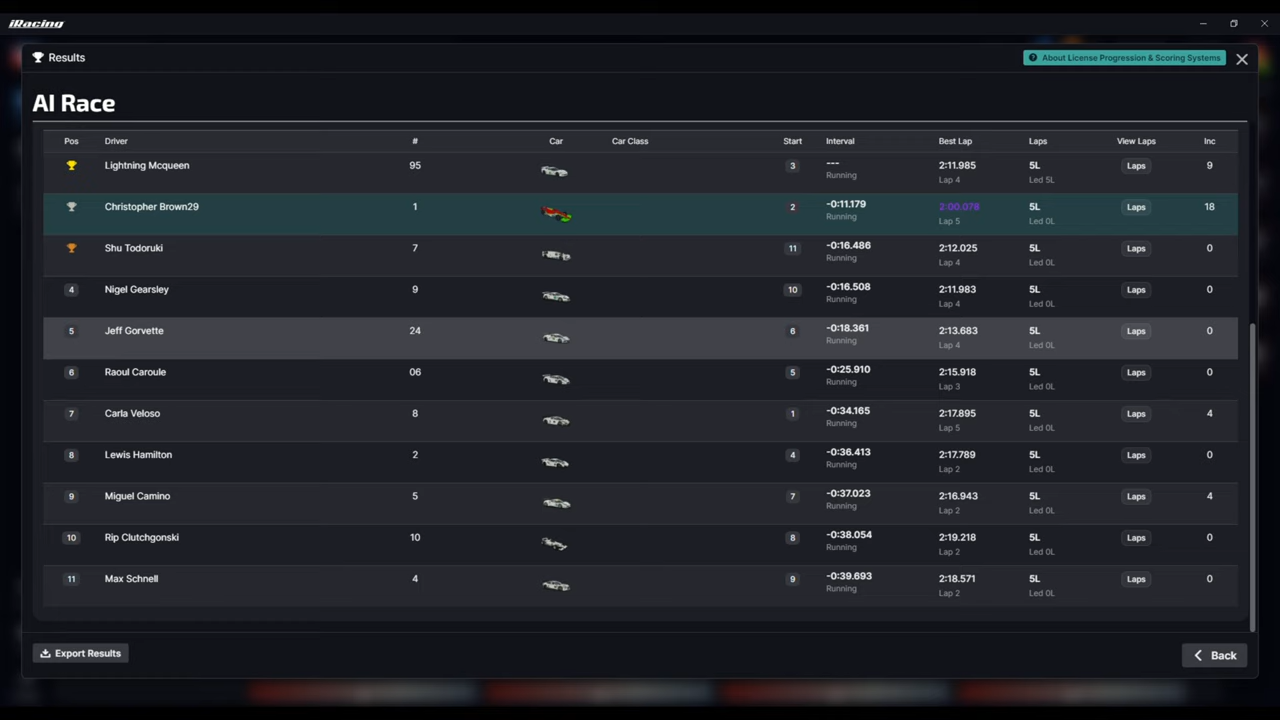 iRacing
Results
About License Progression & Scoring Systems
AI Race
Pos Driver # Car Car Class Start Interval Best Lap Laps View Laps Inc
Lightning Mcqueen 95 3 --- 2:11.985 5L Laps 9
Running Lap 4 Led 5L
Christopher Brown29 1 2 -0:11.179 2:00.078 5L Laps 18
Running Lap 5 Led 0L
Shu Todoruki 7 11 -0:16.486 2:12.025 5L Laps 0
Running Lap 4 Led 0L
4 Nigel Gearsley 9 10 -0:16.508 2:11.983 5L Laps 0
Running Lap 4 Led 0L
5 Jeff Gorvette 24 6 -0:18.361 2:13.683 5L Laps 0
Running Lap 4 Led 0L
6 Raoul Caroule 06 5 -0:25.910 2:15.918 5L Laps 0
Running Lap 3 Led 0L
7 Carla Veloso 8 1 -0:34.165 2:17.895 5L Laps 4
Running Lap 5 Led 0L
8 Lewis Hamilton 2 4 -0:36.413 2:17.789 5L Laps 0
Running Lap 2 Led 0L
9 Miguel Camino 5 7 -0:37.023 2:16.943 5L Laps 4
Running Lap 2 Led 0L
10 Rip Clutchgonski 10 8 -0:38.054 2:19.218 5L Laps 0
Running Lap 2 Led 0L
11 Max Schnell 4 9 -0:39.693 2:18.571 5L Laps 0
Running Lap 2 Led 0L
Export Results
Back